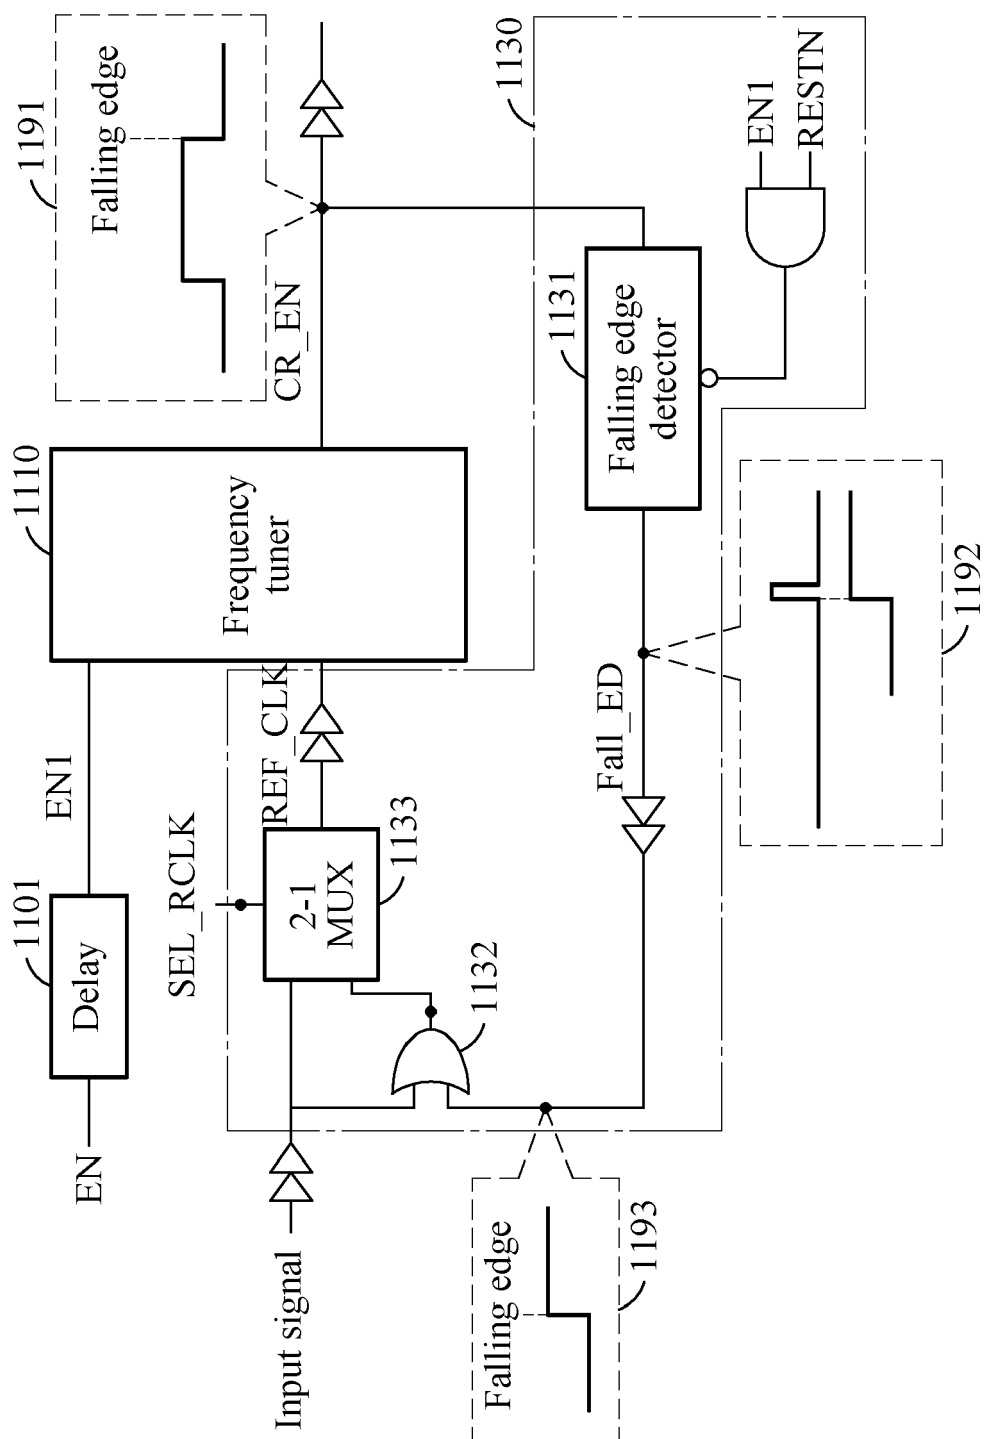 EN
1101
Delay
EN1
1110
Frequency
tuner
1191
Falling edge
CR_EN
SEL_RCLK
2-1
MUX
1133
REF_CLK
Input signal
1132
1130
1131
Falling edge
detector
EN1
RESTN
Fall_ED
1192
Falling edge
1193